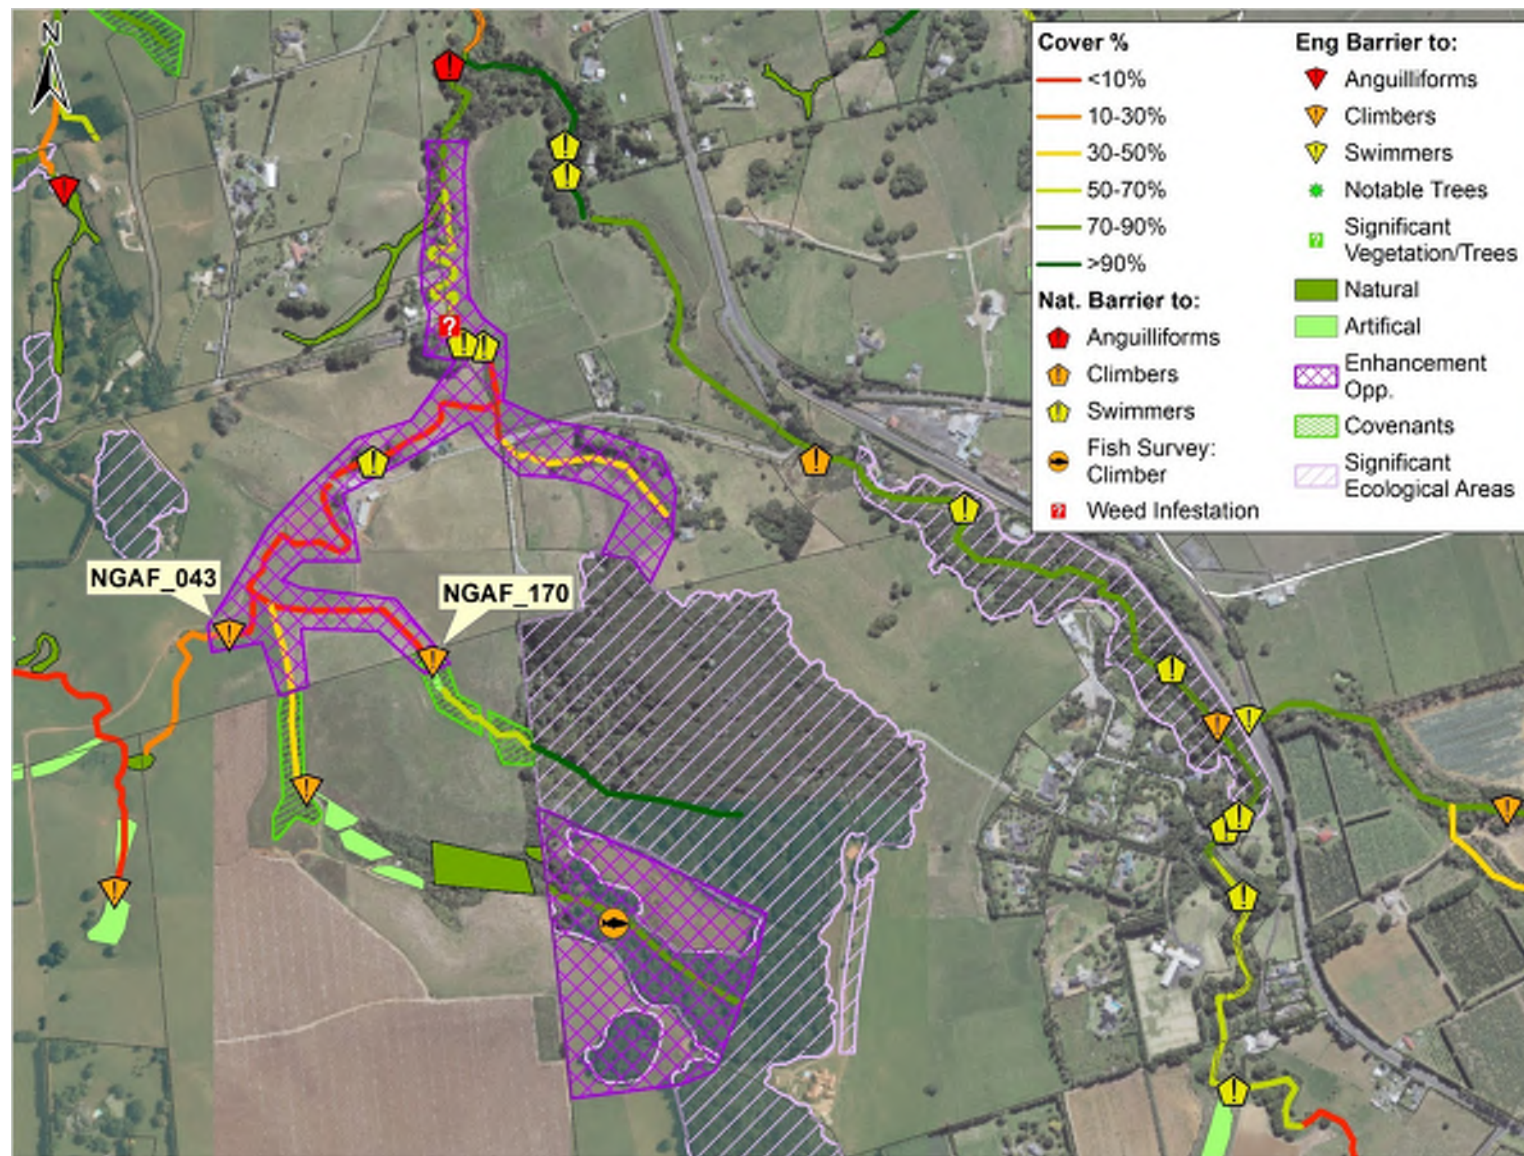 N
Cover %
<10%
10-30%
30-50%
50-70%
70-90%
>90%
Nat. Barrier to:
Anguilliforms
Climbers
Swimmers
Fish Survey:
Climber
Weed Infestation
Eng Barrier to:
Anguilliforms
Climbers
Swimmers
Notable Trees
Significant
Vegetation/Trees
Natural
Artifical
Enhancement
Opp.
Covenants
Significant
Ecological Areas
NGAF_043
NGAF_170